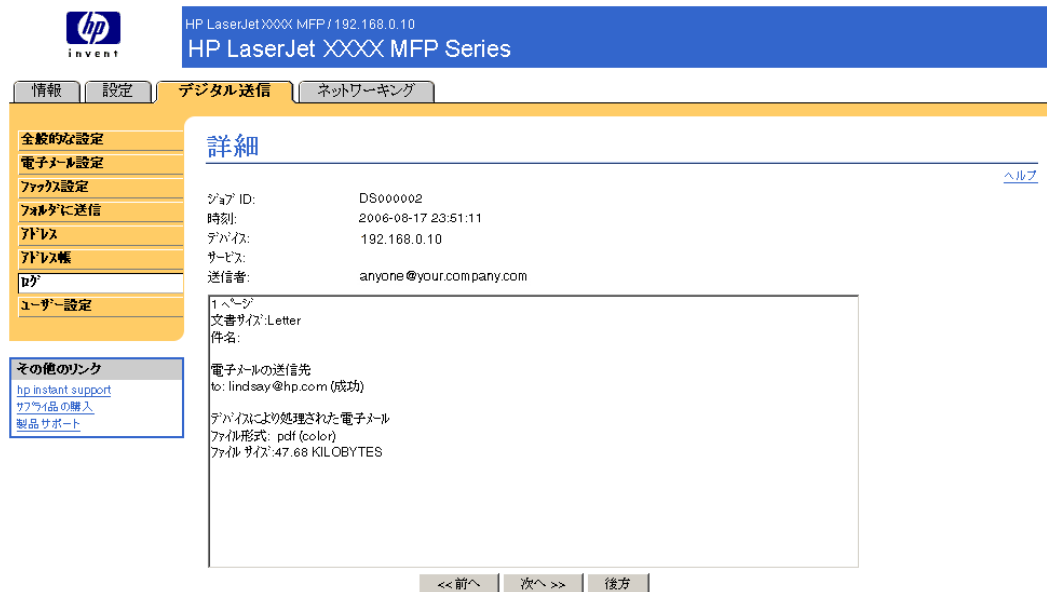 hp
invent
HP LaserJet XXXX MFP / 192.168.0.10
HP LaserJet XXXX MFP Series
情報
設定
デジタル送信
ネットワーキング
全般的な設定
電子メール設定
ファックス設定
フォルダに送信
アドレス
アドレス帳
ログ
ユーザー設定
その他のリンク
hp instant support
サプライ品の購入
製品サポート
詳細
ヘルプ
ジョブ ID: DS000002
時刻: 2006-08-17 23:51:11
デバイス: 192.168.0.10
サービス:
送信者: anyone@your.company.com
1 ページ
文書サイズ:Letter
件名:
電子メールの送信先
to: lindsay@hp.com (成功)
デバイスにより処理された電子メール
ファイル形式: pdf (color)
ファイル サイズ:47.68 KILOBYTES
<<前へ
次へ >>
後方